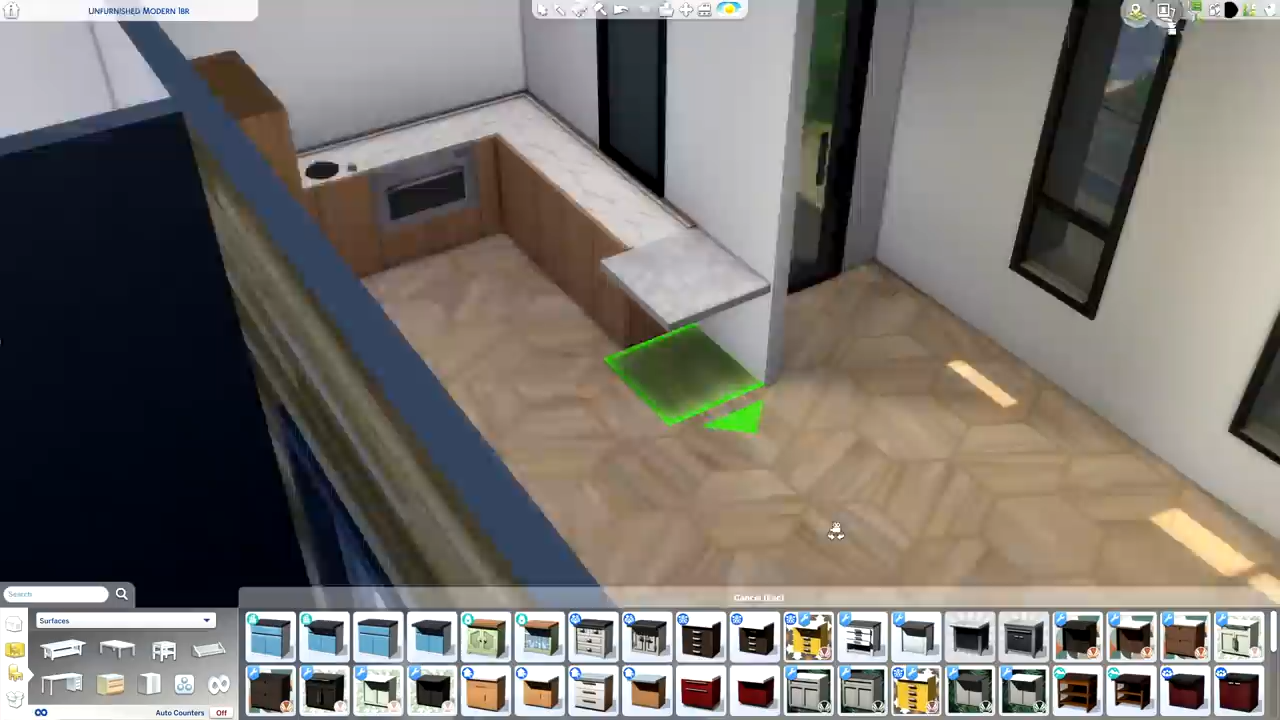 Unfurnished Modern 1BR
Cancel (Esc)
Search
Surfaces
Auto Counters
Off